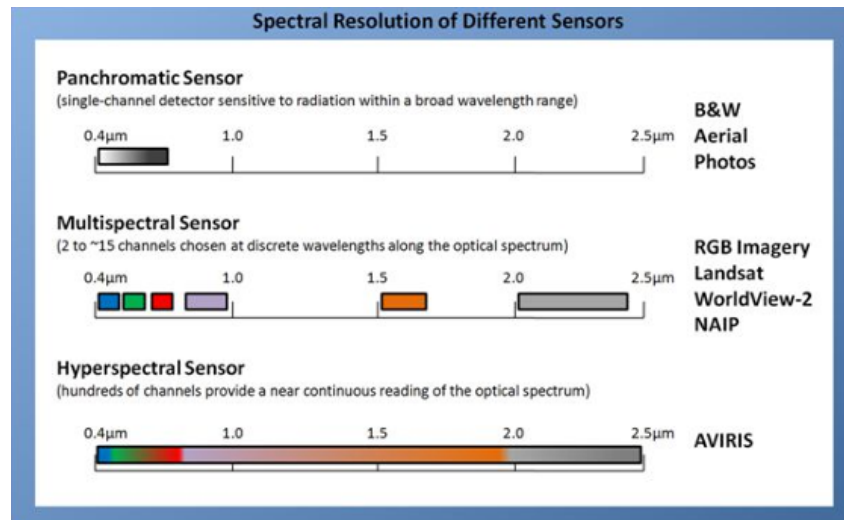 Spectral Resolution of Different Sensors
Panchromatic Sensor
(single-channel detector sensitive to radiation within a broad wavelength range)
0.4µm 1.0 1.5 2.0 2.5µm
B&W
Aerial
Photos
Multispectral Sensor
(2 to ~15 channels chosen at discrete wavelengths along the optical spectrum)
0.4µm 1.0 1.5 2.0 2.5µm
RGB Imagery
Landsat
WorldView-2
NAIP
Hyperspectral Sensor
(hundreds of channels provide a near continuous reading of the optical spectrum)
0.4µm 1.0 1.5 2.0 2.5µm
AVIRIS